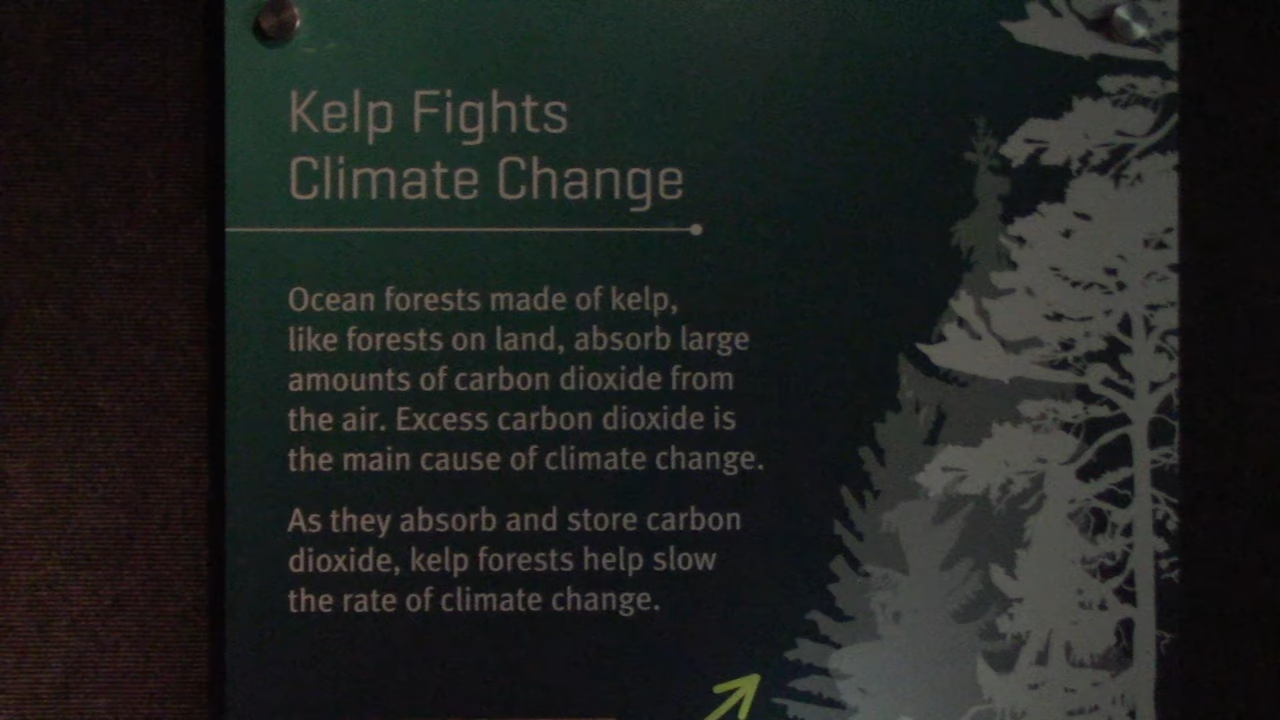 Kelp Fights
Climate Change
Ocean forests made of kelp,
like forests on land, absorb large
amounts of carbon dioxide from
the air. Excess carbon dioxide is
the main cause of climate change.
As they absorb and store carbon
dioxide, kelp forests help slow
the rate of climate change.